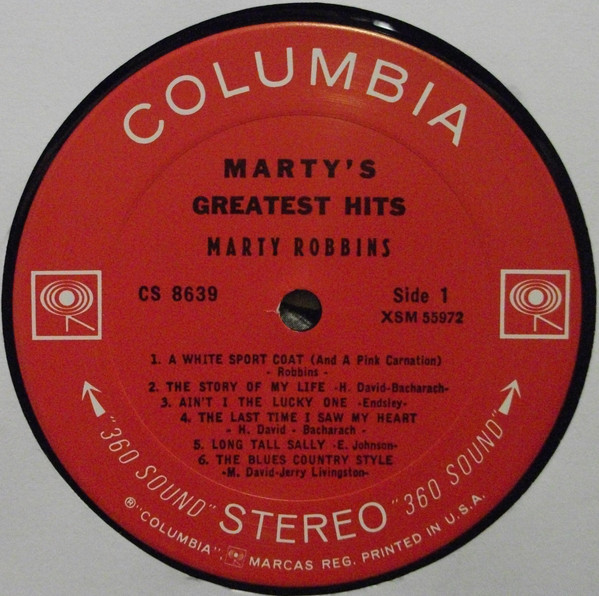 COLUMBIA
MARTY'S
GREATEST HITS
MARTY ROBBINS
CS 8639
Side 1
XSM 55972
1. A WHITE SPORT COAT (And A Pink Carnation)
- Robbins -
2. THE STORY OF MY LIFE -H. David-Bacharach-
3. AIN'T I THE LUCKY ONE -Endsley-
4. THE LAST TIME I SAW MY HEART
- H. David - Bacharach -
5. LONG TALL SALLY -E. Johnson-
6. THE BLUES COUNTRY STYLE
-M. David-Jerry Livingston-
"360 SOUND" STEREO "360 SOUND"
®"COLUMBIA", MARCAS REG. PRINTED IN U.S.A.